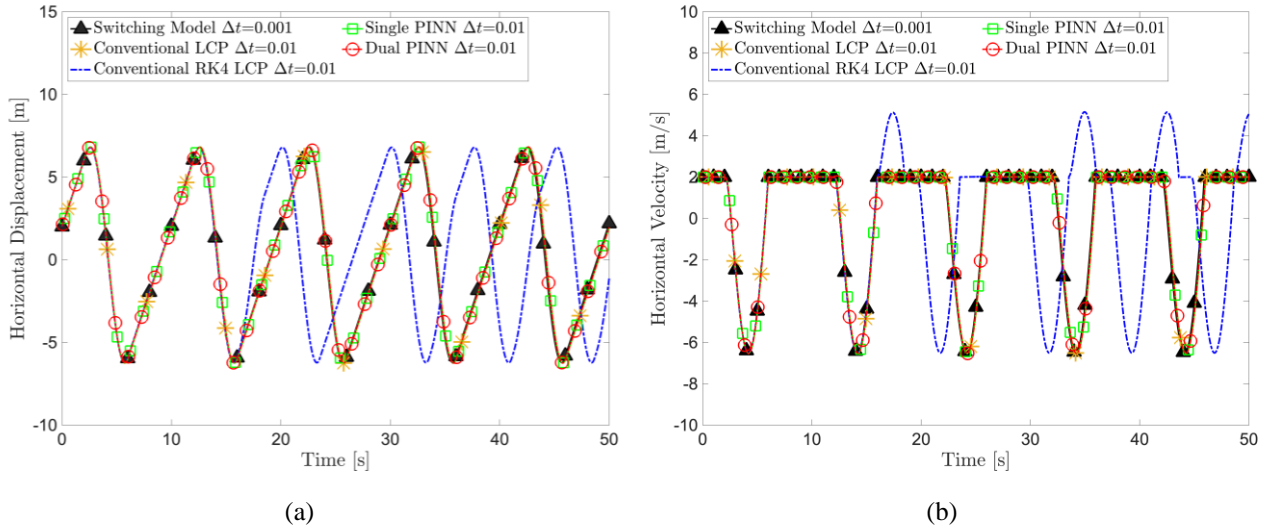 Switching Model Δt=0.001
Conventional LCP Δt=0.01
Conventional RK4 LCP Δt=0.01
Single PINN Δt=0.01
Dual PINN Δt=0.01
15
10
5
0
-5
-10
Horizontal Displacement [m]
0 10 20 30 40 50
Time [s]
(a)
Switching Model Δt=0.001
Conventional LCP Δt=0.01
Conventional RK4 LCP Δt=0.01
Single PINN Δt=0.01
Dual PINN Δt=0.01
10
8
6
4
2
0
-2
-4
-6
-8
-10
Horizontal Velocity [m/s]
0 10 20 30 40 50
Time [s]
(b)